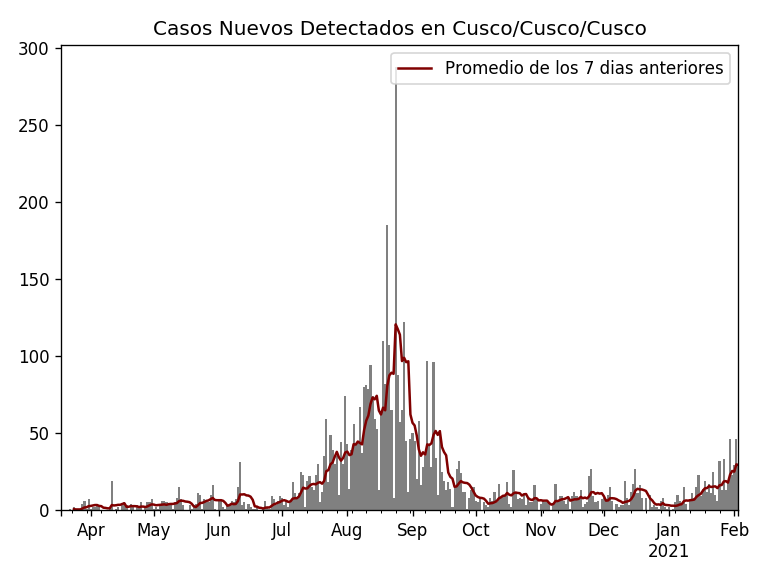 Casos Nuevos Detectados en Cusco/Cusco/Cusco
Promedio de los 7 dias anteriores
300
250
200
150
100
50
0
Apr May Jun Jul Aug Sep Oct Nov Dec Jan Feb
2021